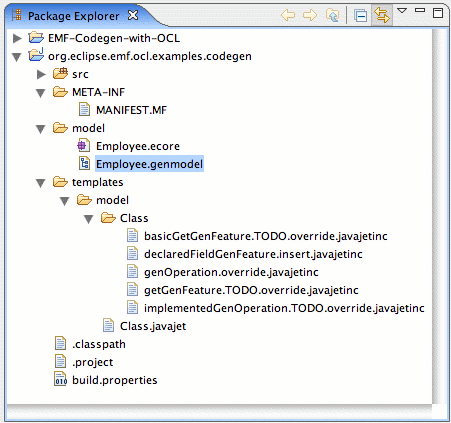 Package Explorer
EMF-Codegen-with-OCL
org.eclipse.emf.ocl.examples.codegen
src
META-INF
MANIFEST.MF
model
Employee.ecore
Employee.genmodel
templates
model
Class
basicGetGenFeature.TODO.override.javajetinc
declaredFieldGenFeature.insert.javajetinc
genOperation.override.javajetinc
getGenFeature.TODO.override.javajetinc
implementedGenOperation.TODO.override.javajetinc
Class.javajet
.classpath
.project
build.properties